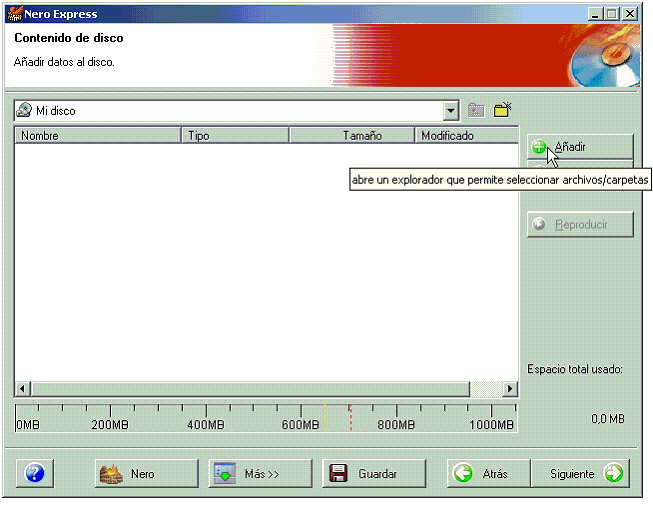 Nero Express
Contenido de disco
Añadir datos al disco.
Mi disco
Nombre Tipo Tamaño Modificado
Añadir
abre un explorador que permite seleccionar archivos/carpetas
Reproducir
Espacio total usado:
0MB 200MB 400MB 600MB 800MB 1000MB
0,0 MB
Nero Más>> Guardar Atrás Siguiente